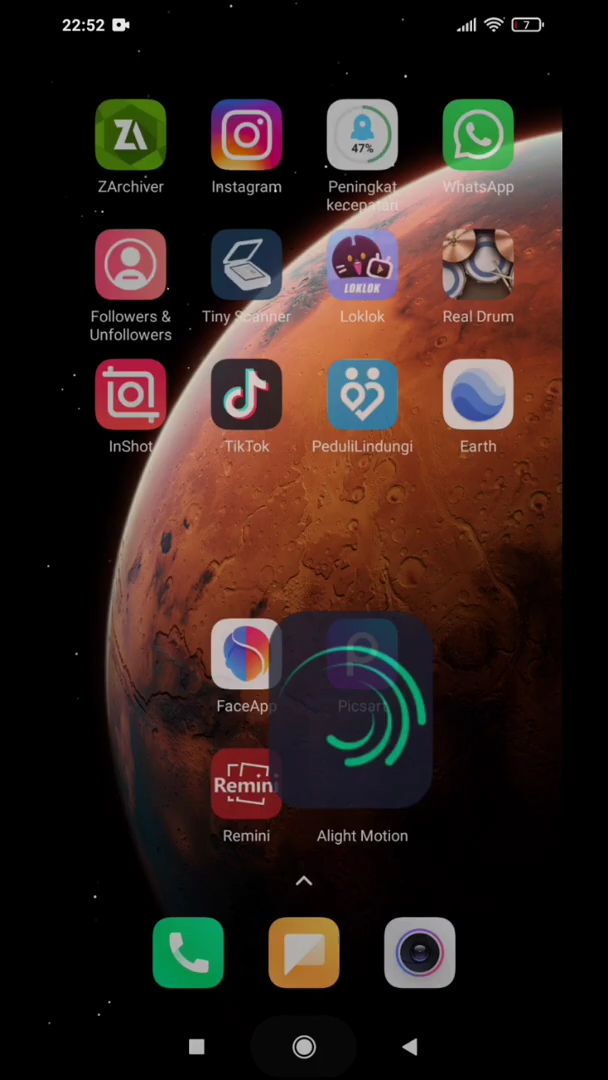 22:52
7
ZA
47%
ZArchiver
Instagram
Peningkat
kecepatan
WhatsApp
LOKLOK
Followers &
Unfollowers
Tiny Scanner
Loklok
Real Drum
InShot
TikTok
PeduliLindungi
Earth
FaceApp
Picsart
Remini
Remini
Alight Motion